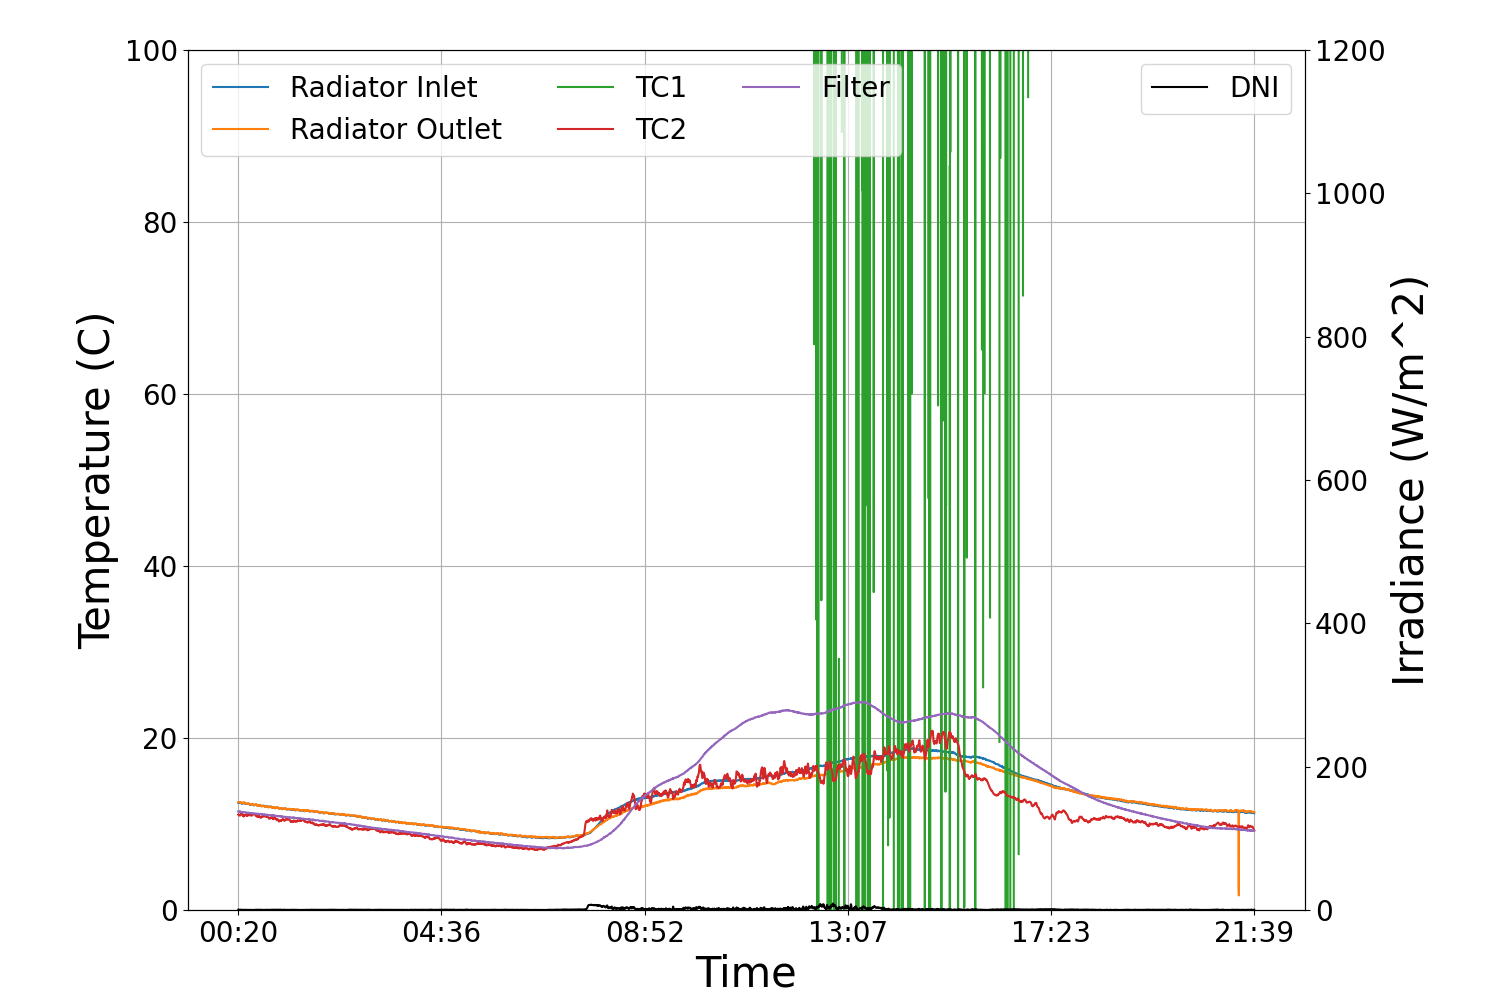 100
80
60
40
20
0
Temperature (C)
Radiator Inlet
Radiator Outlet
TC1
TC2
Filter
DNI
1200
1000
800
600
400
200
0
Irradiance (W/m^2)
00:20 04:36 08:52 13:07 17:23 21:39
Time